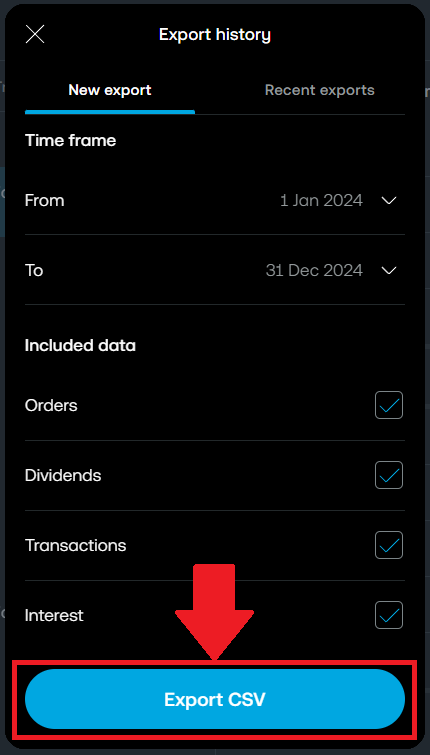 Export history
New export Recent exports
Time frame
From 1 Jan 2024
To 31 Dec 2024
Included data
Orders
Dividends
Transactions
Interest
Export CSV